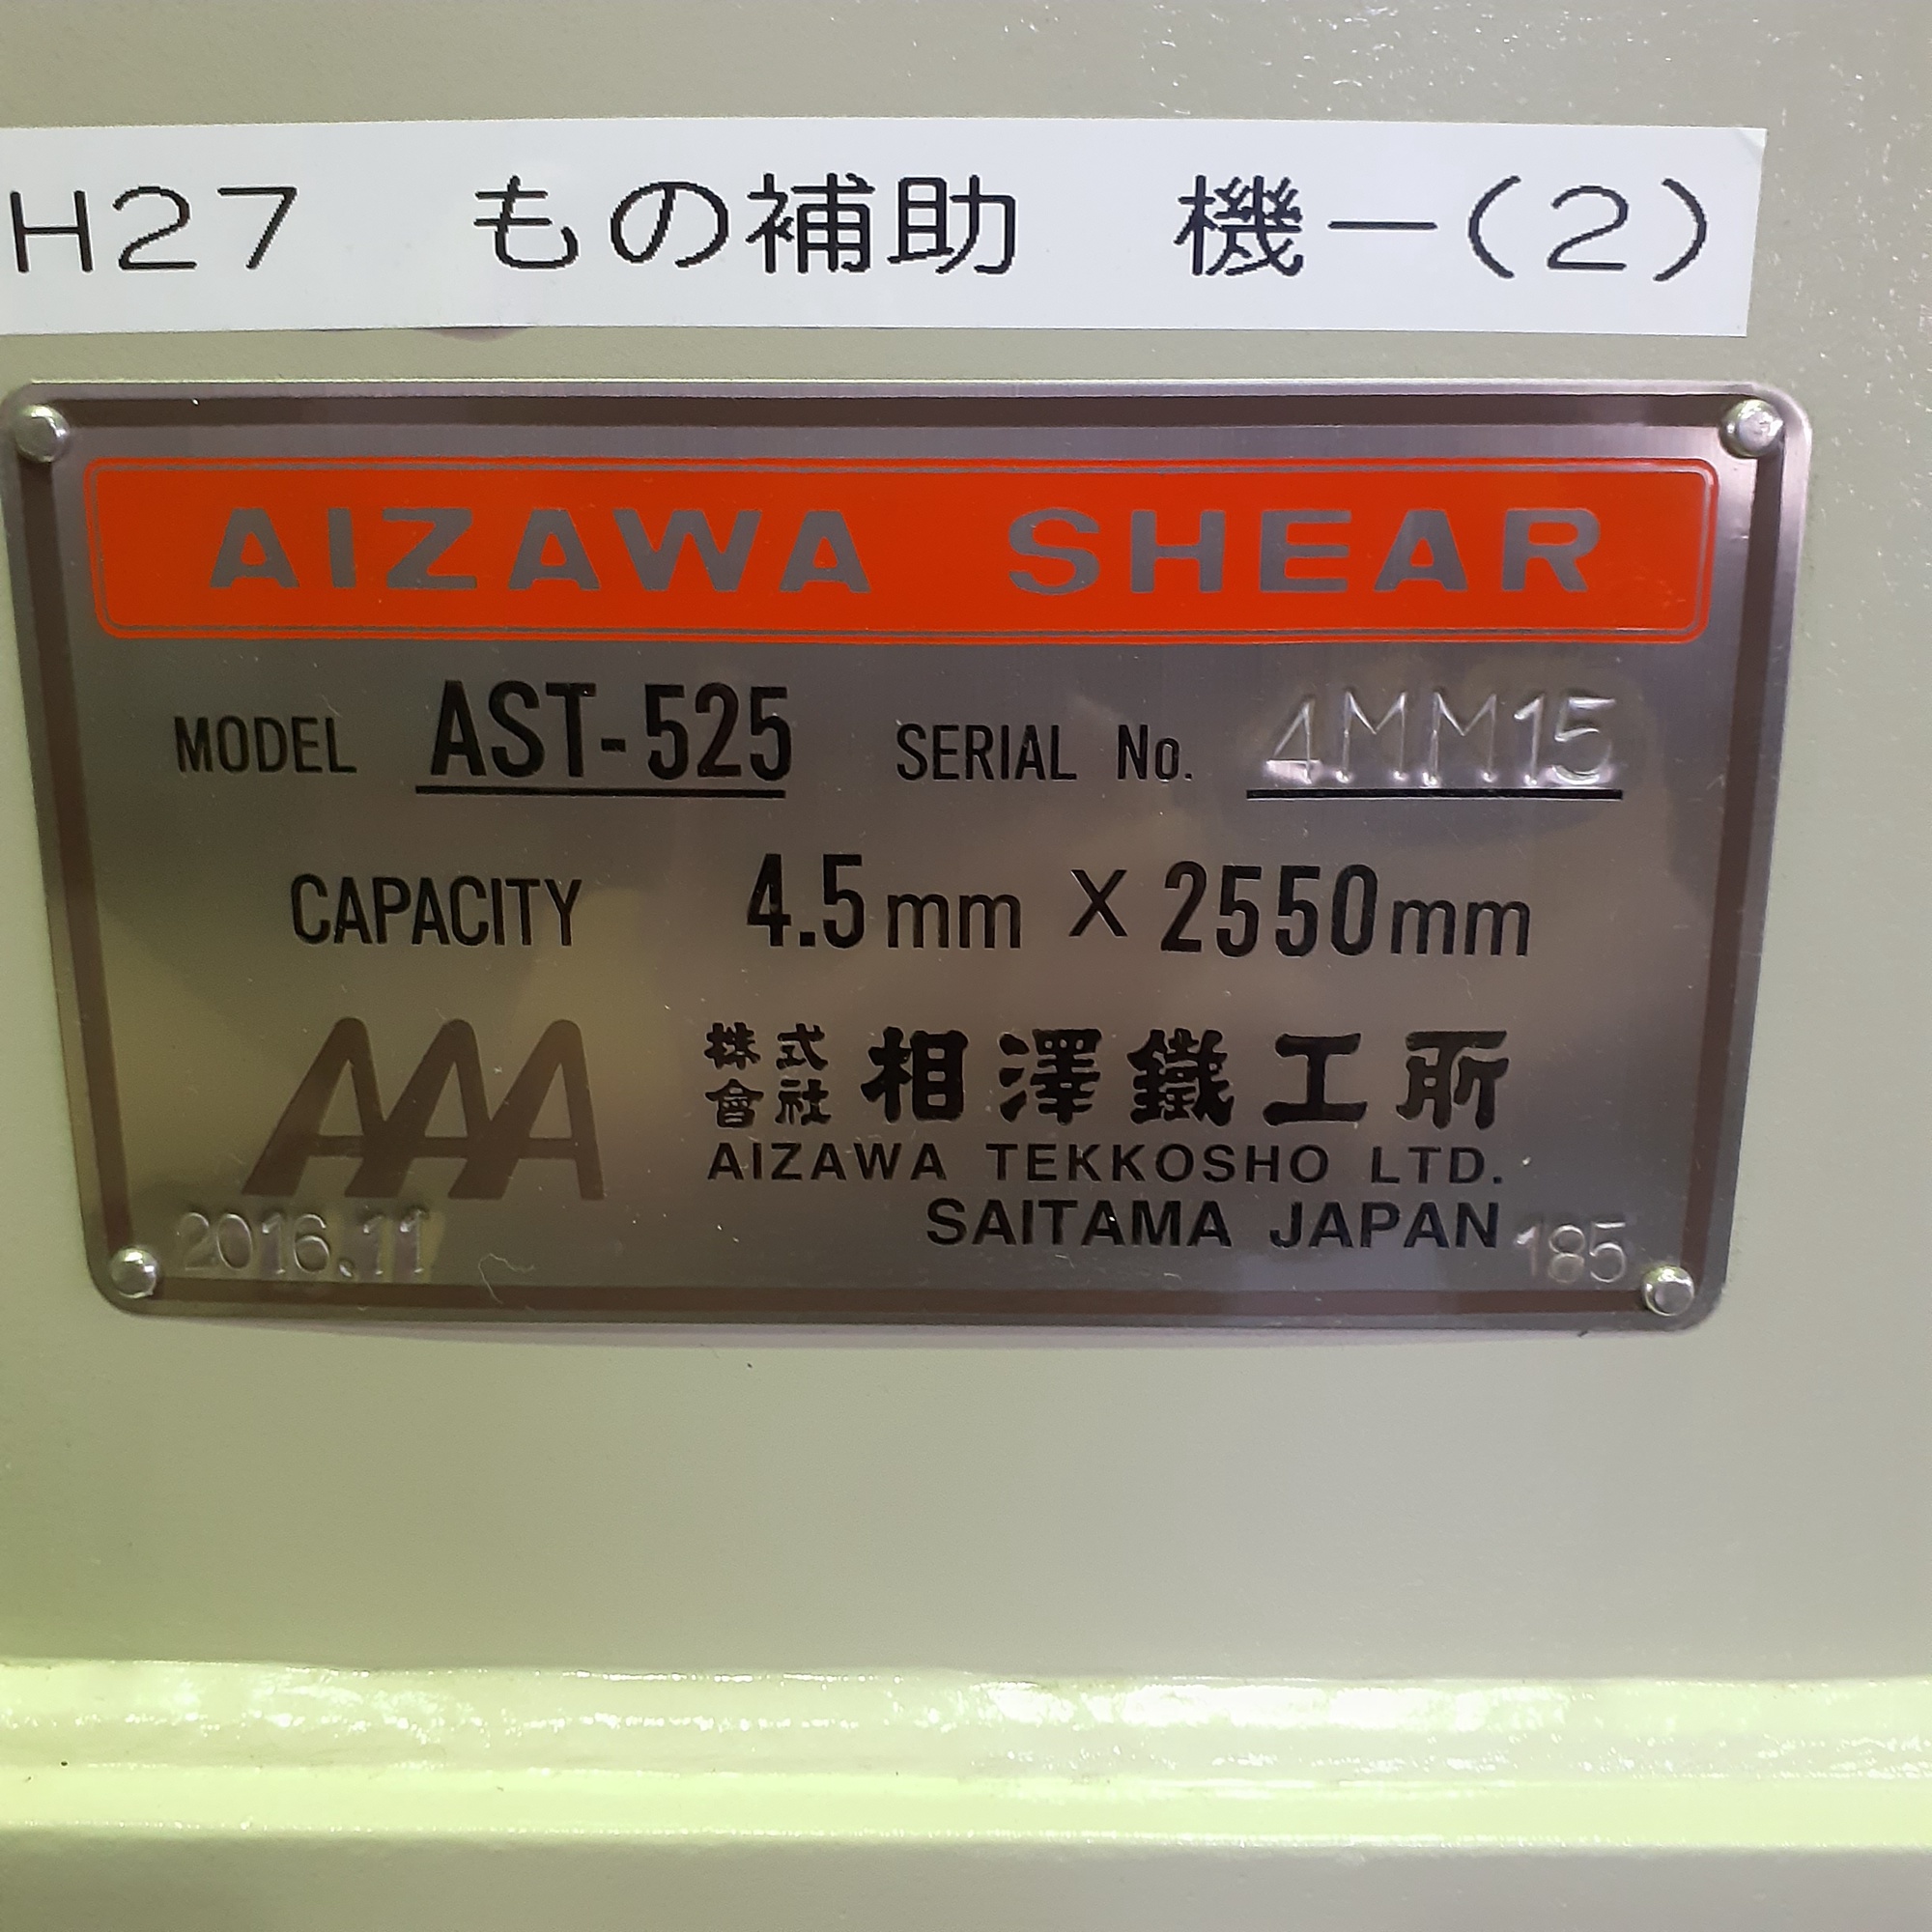 H27 もの補助 機ー(2)
AIZAWA SHEAR
MODEL AST-525 SERIAL No. 4MM15
CAPACITY 4.5mm X 2550mm
AAA
株式會社 相澤鐵工所
AIZAWA TEKKOSHO LTD.
SAITAMA JAPAN
2016.11 185